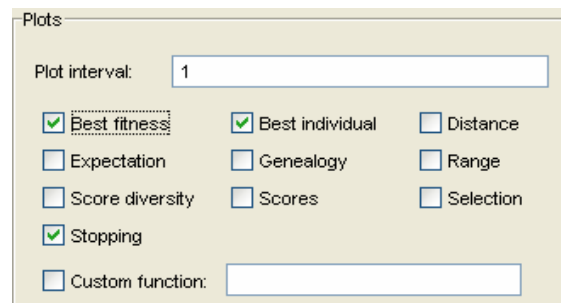 Plots
Plot interval: 1
Best fitness Best individual Distance
Expectation Genealogy Range
Score diversity Scores Selection
Stopping
Custom function: